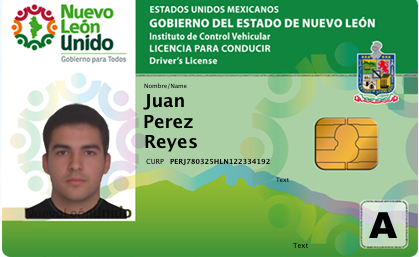 Nuevo
León
Unido
Gobierno para Todos
ESTADOS UNIDOS MEXICANOS
GOBIERNO DEL ESTADO DE NUEVO LEÓN
Instituto de Control Vehicular
LICENCIA PARA CONDUCIR
Driver's License
Nombre/Name
Juan
Perez
Reyes
CURP PERJ780325HLN122334192
Text
Text
A